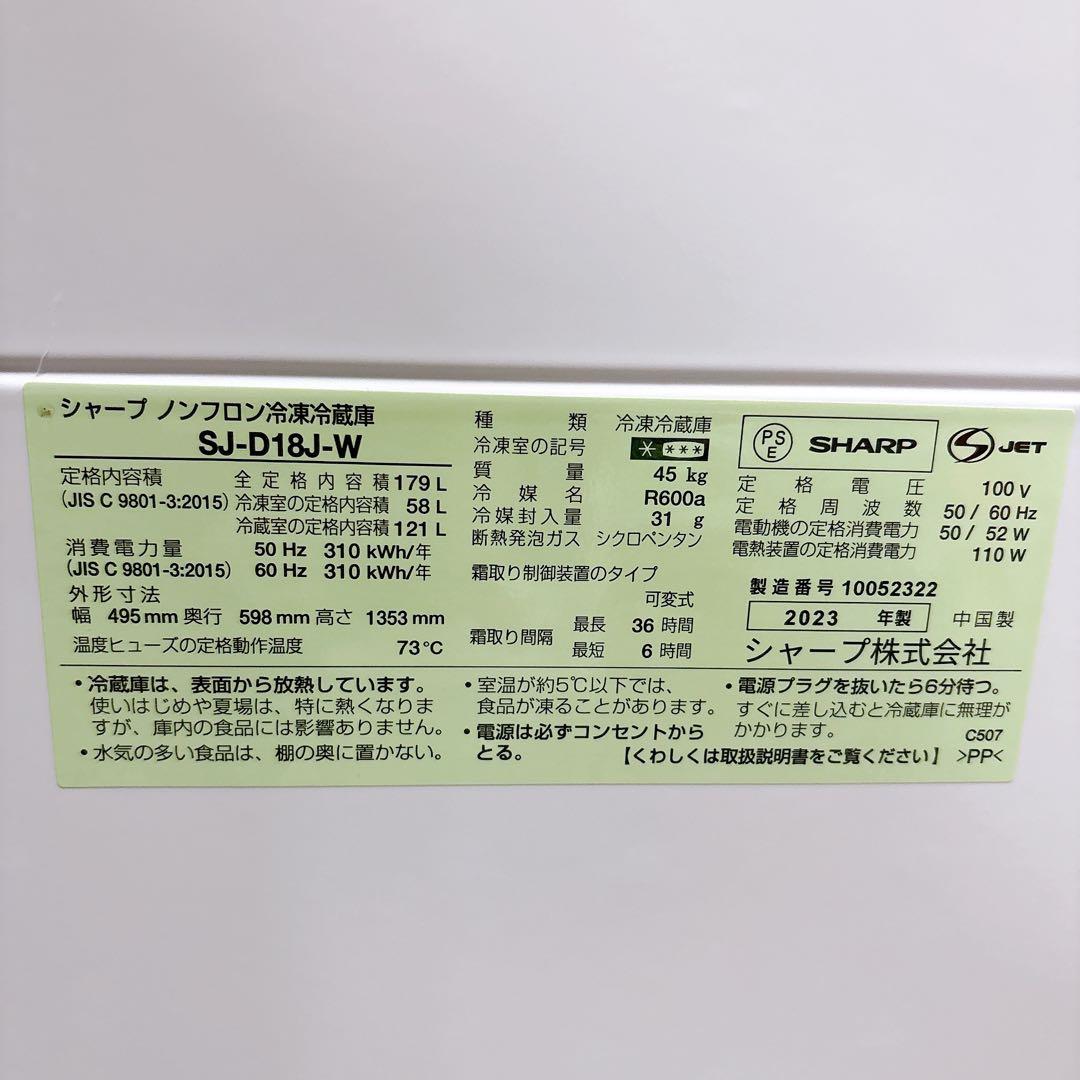 シャープ ノンフロン冷凍冷蔵庫
SJ-D18J-W
定格内容積 全定格内容積 179 L
(JIS C 9801-3:2015) 冷凍室の定格内容積 58 L
冷蔵室の定格内容積 121 L
消費電力量 50 Hz 310 kWh/年
(JIS C 9801-3:2015) 60 Hz 310 kWh/年
外形寸法
幅 495 mm 奥行 598 mm 高さ 1353 mm
温度ヒューズの定格動作温度 73℃
種類 冷凍冷蔵庫
冷凍室の記号 * ***
質量 45 kg
冷媒名 R600a
冷媒封入量 31 g
断熱発泡ガス シクロペンタン
霜取り制御装置のタイプ
可変式
霜取り間隔 最長 36 時間
最短 6 時間
PS E SHARP S JET
定格電圧 100 V
定格周波数 50 / 60 Hz
電動機の定格消費電力 50 / 52 W
電熱装置の定格消費電力 110 W
製造番号 10052322
2023 年製 中国製
シャープ株式会社
・冷蔵庫は、表面から放熱しています。
使いはじめや夏場は、特に熱くなりま
すが、庫内の食品には影響ありません。
・水気の多い食品は、棚の奥に置かない。
・室温が約5℃以下では、
食品が凍ることがあります。
・電源は必ずコンセントから
とる。
・電源プラグを抜いたら6分待つ。
すぐに差し込むと冷蔵庫に無理が
かかります。 C507
【くわしくは取扱説明書をご覧ください】 >PP<